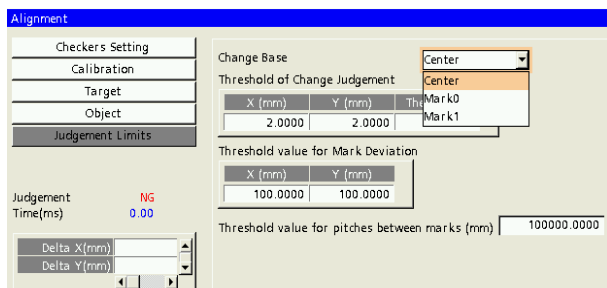 Alignment
Checkers Setting
Calibration
Target
Object
Judgement Limits
Judgement NG
Time(ms) 0.00
Delta X(mm)
Delta Y(mm)
Change Base Center
Center
Mark0
Mark1
Threshold of Change Judgement
X (mm) Y (mm)
2.0000 2.0000
Threshold value for Mark Deviation
X (mm) Y (mm)
100.0000 100.0000
Threshold value for pitches between marks (mm) 100000.0000